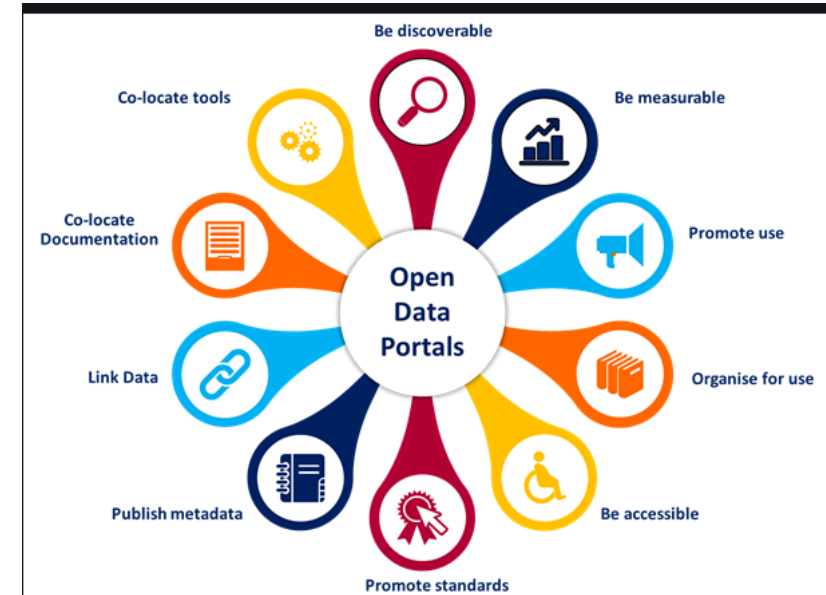 Be discoverable
Co-locate tools
Be measurable
Co-locate
Documentation
Promote use
Open
Data
Portals
Link Data
Organise for use
Publish metadata
Be accessible
Promote standards